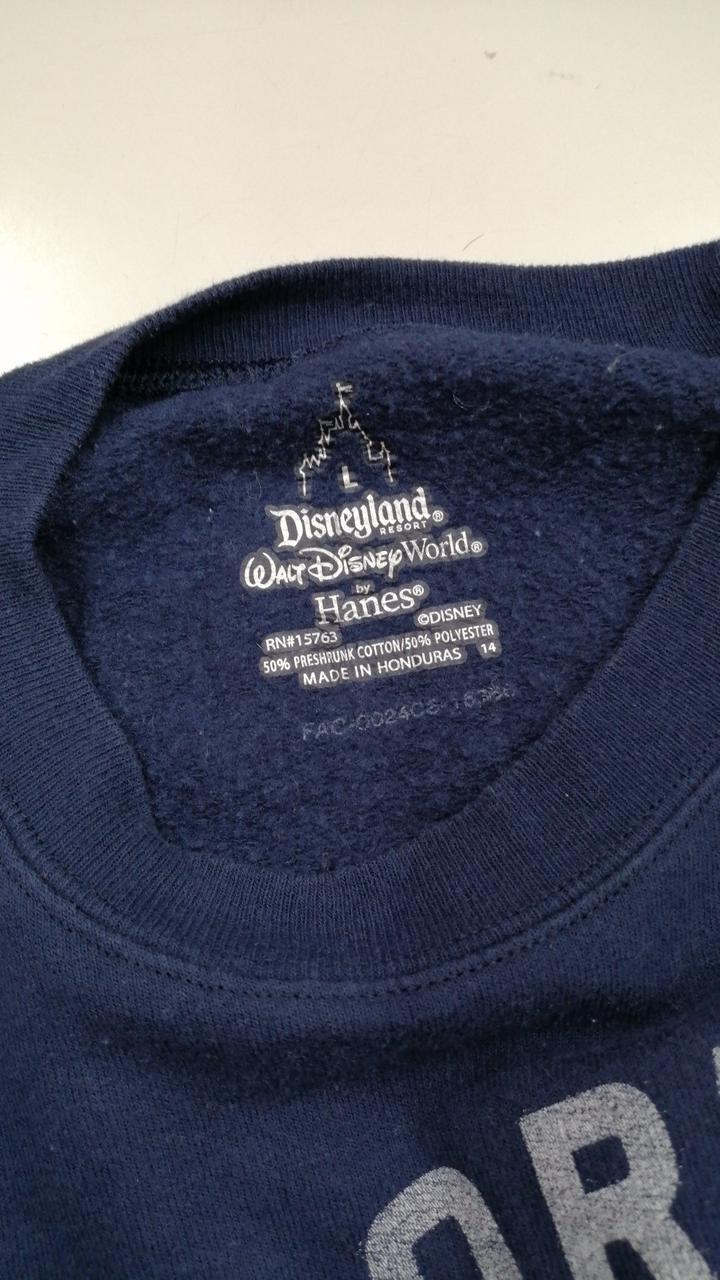 L
Disneyland®
RESORT
WALT DISNEY World®
by
Hanes®
©DISNEY
RN#15763
50% PRESHRUNK COTTON/50% POLYESTER
MADE IN HONDURAS 14
OR